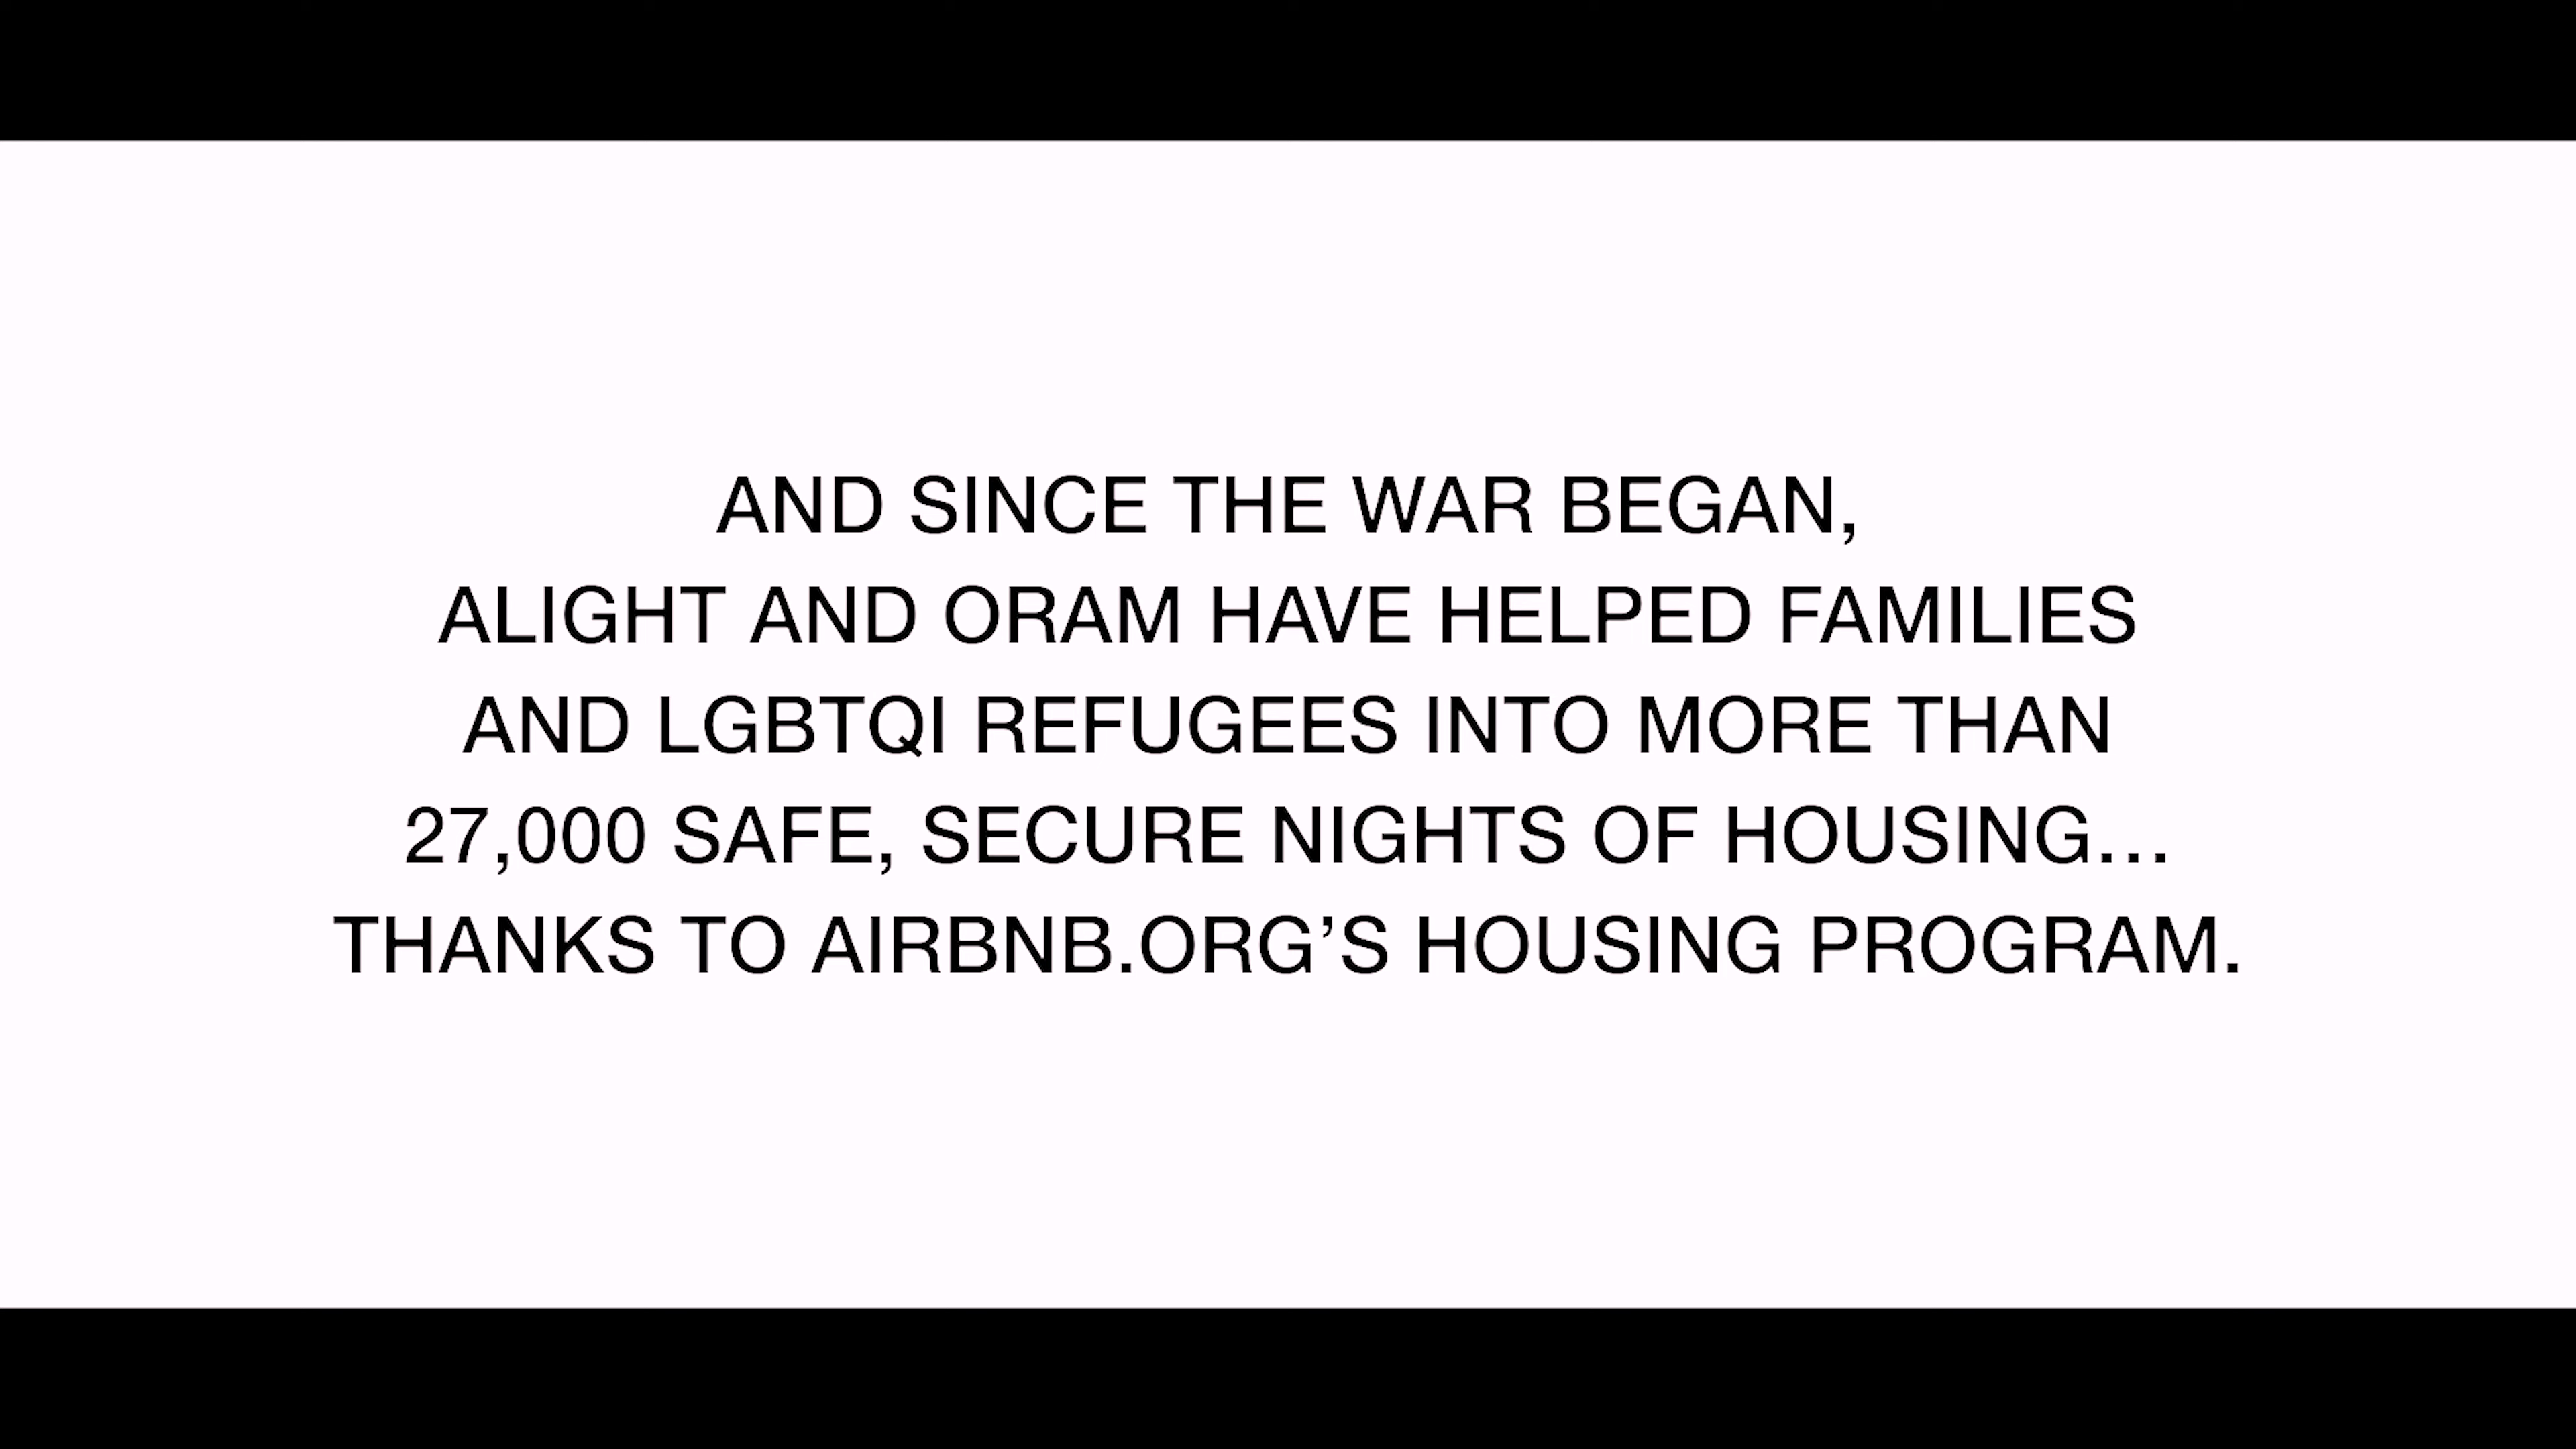 AND SINCE THE WAR BEGAN,
ALIGHT AND ORAM HAVE HELPED FAMILIES
AND LGBTQI REFUGEES INTO MORE THAN
27,000 SAFE, SECURE NIGHTS OF HOUSING…
THANKS TO AIRBNB.ORG’S HOUSING PROGRAM.